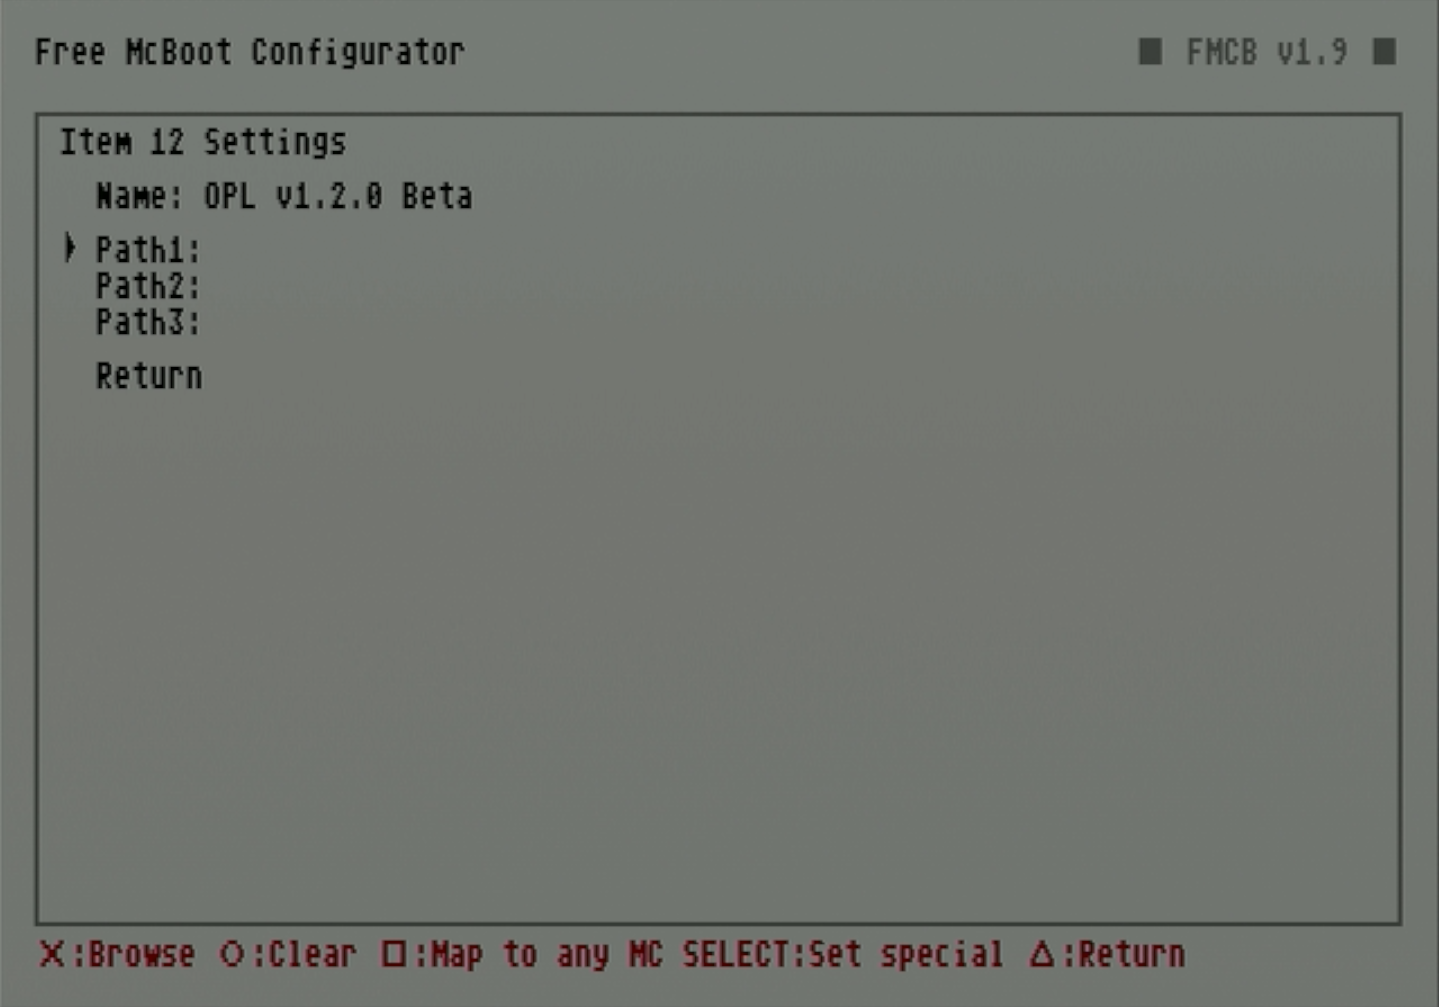 Free McBoot Configurator
■ FMCB v1.9 ■
Item 12 Settings
Name: OPL v1.2.0 Beta
Path1:
Path2:
Path3:
Return
X:Browse O:Clear □:Map to any MC SELECT:Set special △:Return